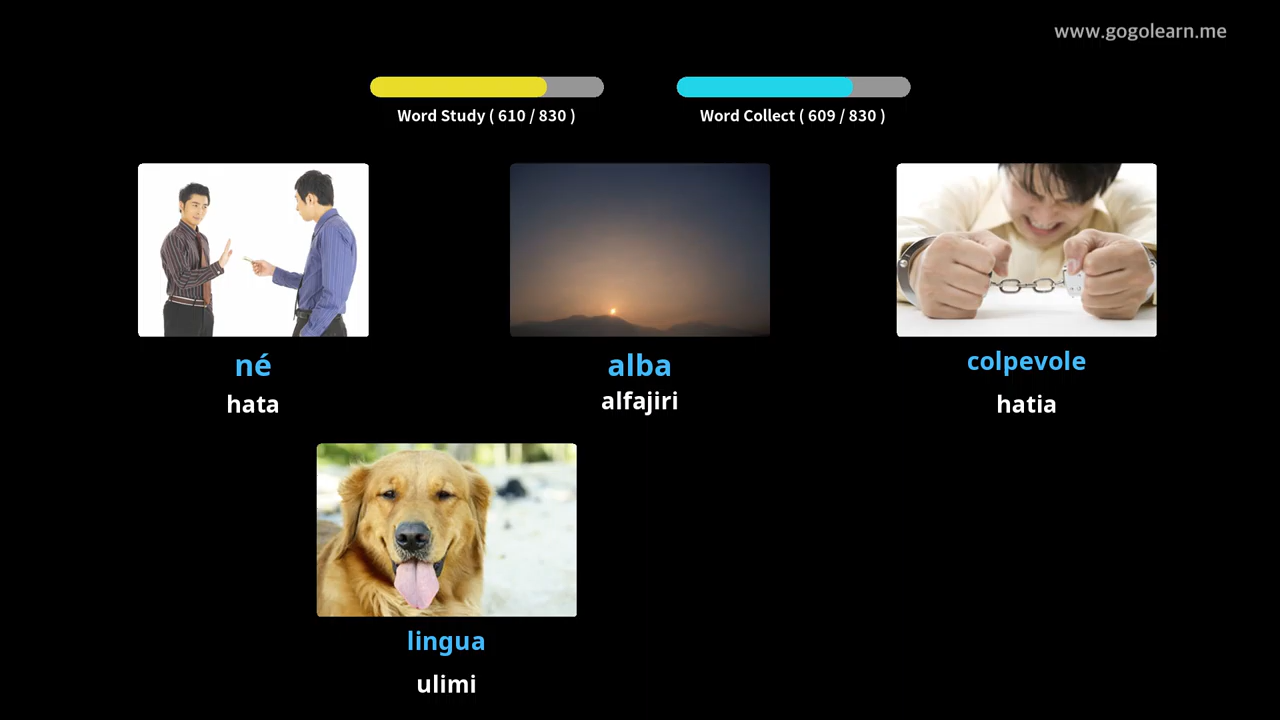 www.gogolearn.me
Word Study ( 610 / 830 )
Word Collect ( 609 / 830 )
né
hata
alba
alfajiri
colpevole
hatia
lingua
ulimi